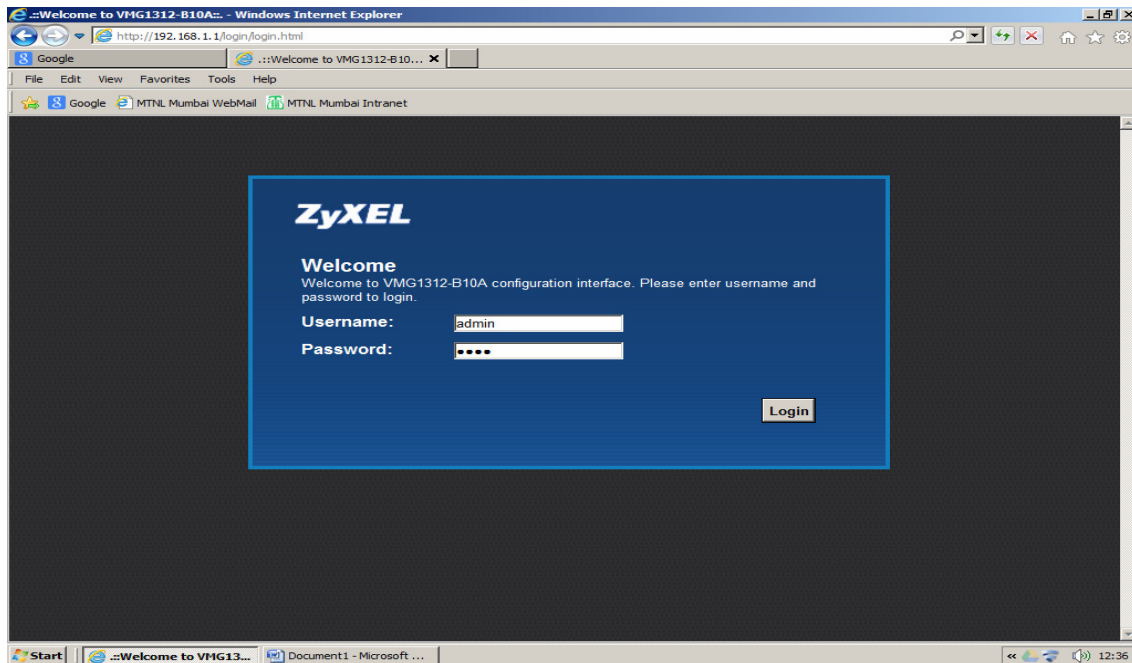 .::Welcome to VMG1312-B10A::. - Windows Internet Explorer
http://192.168.1.1/login/login.html
Google
.::Welcome to VMG1312-B10...
File Edit View Favorites Tools Help
Google MTNL Mumbai WebMail MTNL Mumbai Intranet
ZyXEL
Welcome
Welcome to VMG1312-B10A configuration interface. Please enter username and
password to login.
Username: admin
Password: ••••
Login
Start .::Welcome to VMG13... Document1 - Microsoft ... « 12:36